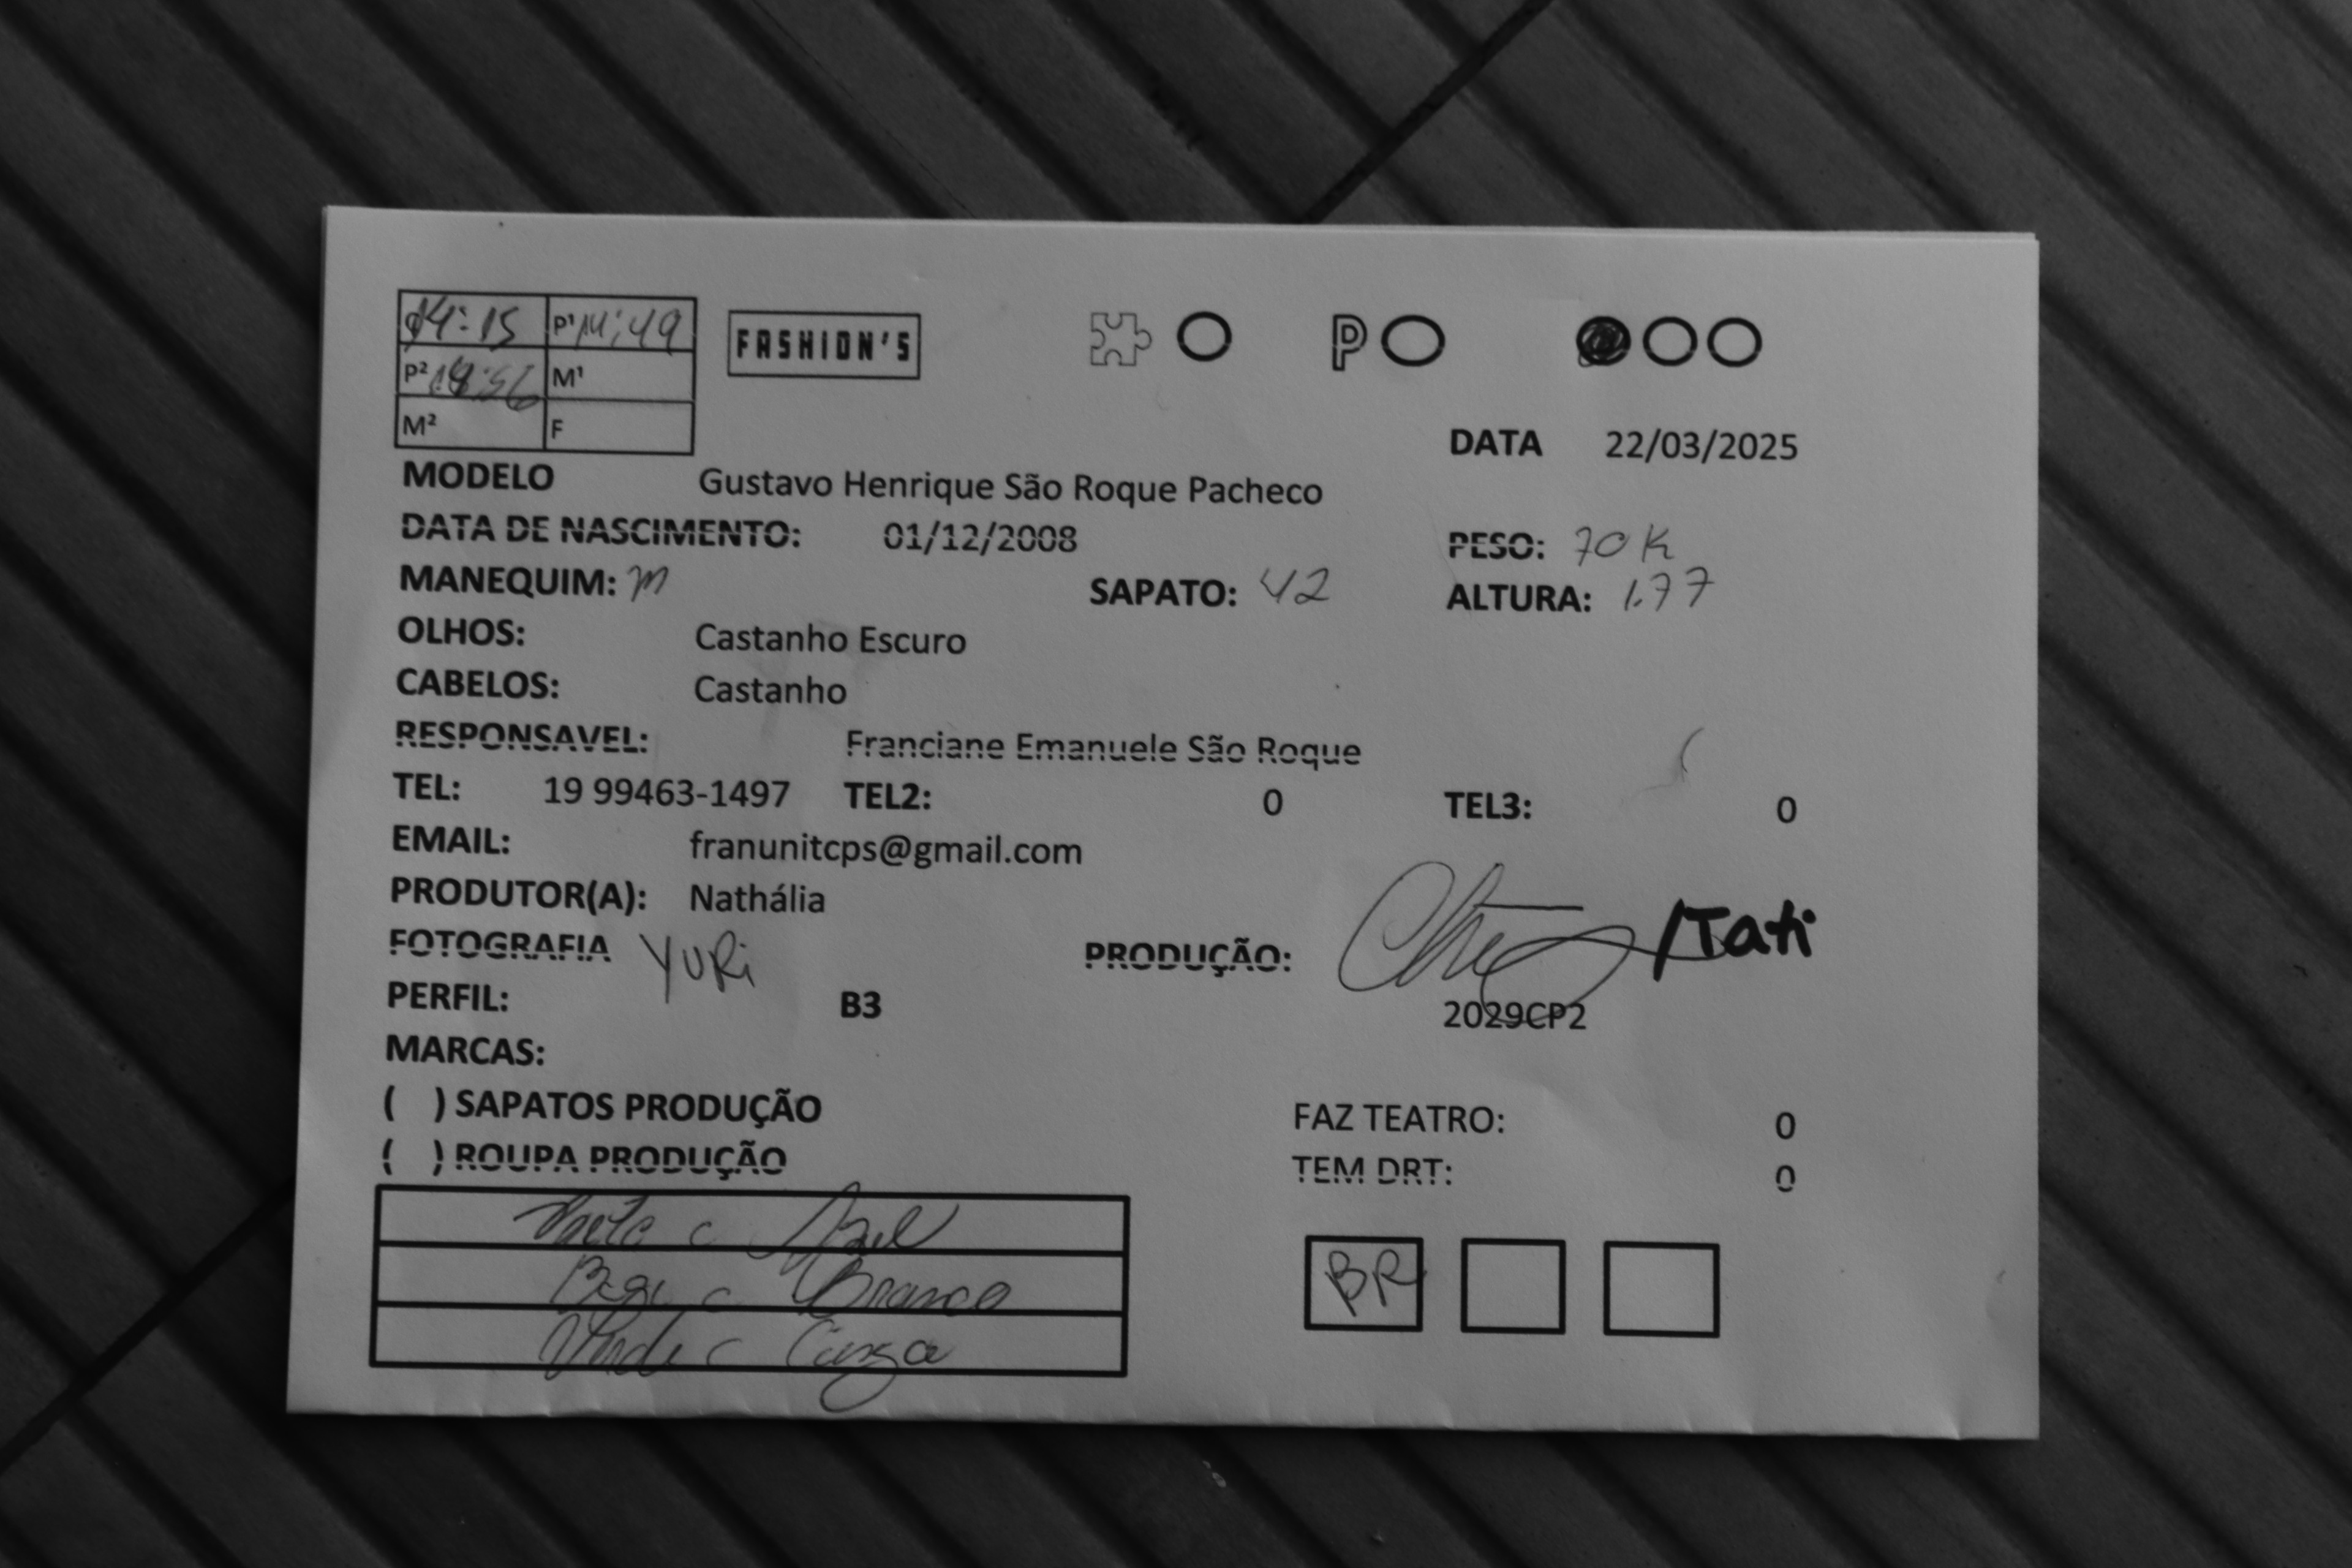 14:15 P¹ 14:49
P² M¹
M² F
FASHION'S
P
DATA 22/03/2025
MODELO Gustavo Henrique São Roque Pacheco
DATA DE NASCIMENTO: 01/12/2008 PESO: 70 K
MANEQUIM: M SAPATO: 42 ALTURA: 1.77
OLHOS: Castanho Escuro
CABELOS: Castanho
RESPONSAVEL: Franciane Emanuele São Roque
TEL: 19 99463-1497 TEL2: 0 TEL3: 0
EMAIL: franunitcps@gmail.com
PRODUTOR(A): Nathália
FOTOGRAFIA YURi PRODUÇÃO: /Tati
PERFIL: B3 2029CP2
MARCAS:
( ) SAPATOS PRODUÇÃO FAZ TEATRO: 0
( ) ROUPA PRODUÇÃO TEM DRT: 0
Preto c Azul
Bege c Branco
Verde c Cinza
BR